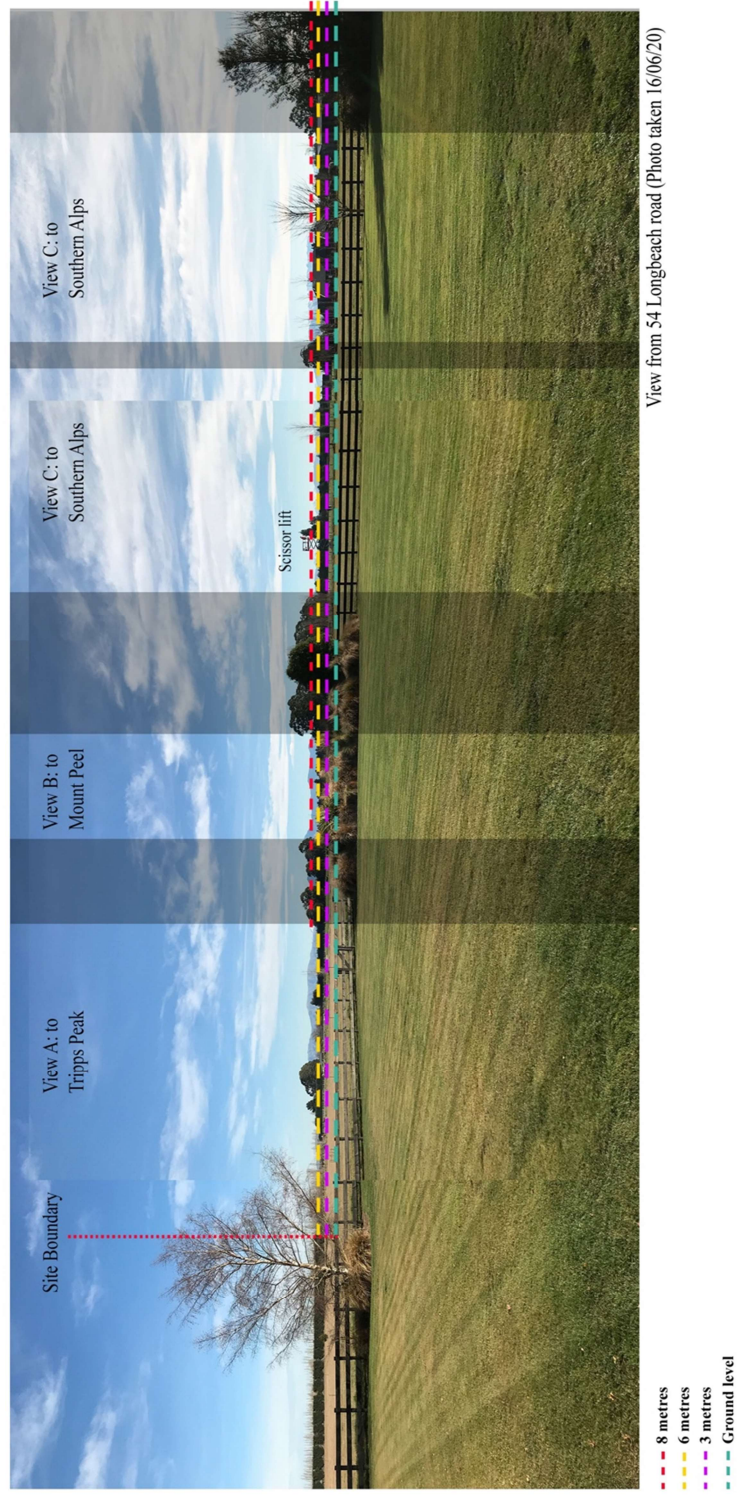 Site Boundary
View A: to
Tripps Peak
View B: to
Mount Peel
View C: to
Southern Alps
View C: to
Southern Alps
Scissor lift
8 metres
6 metres
3 metres
Ground level
View from 54 Longbeach road (Photo taken 16/06/20)